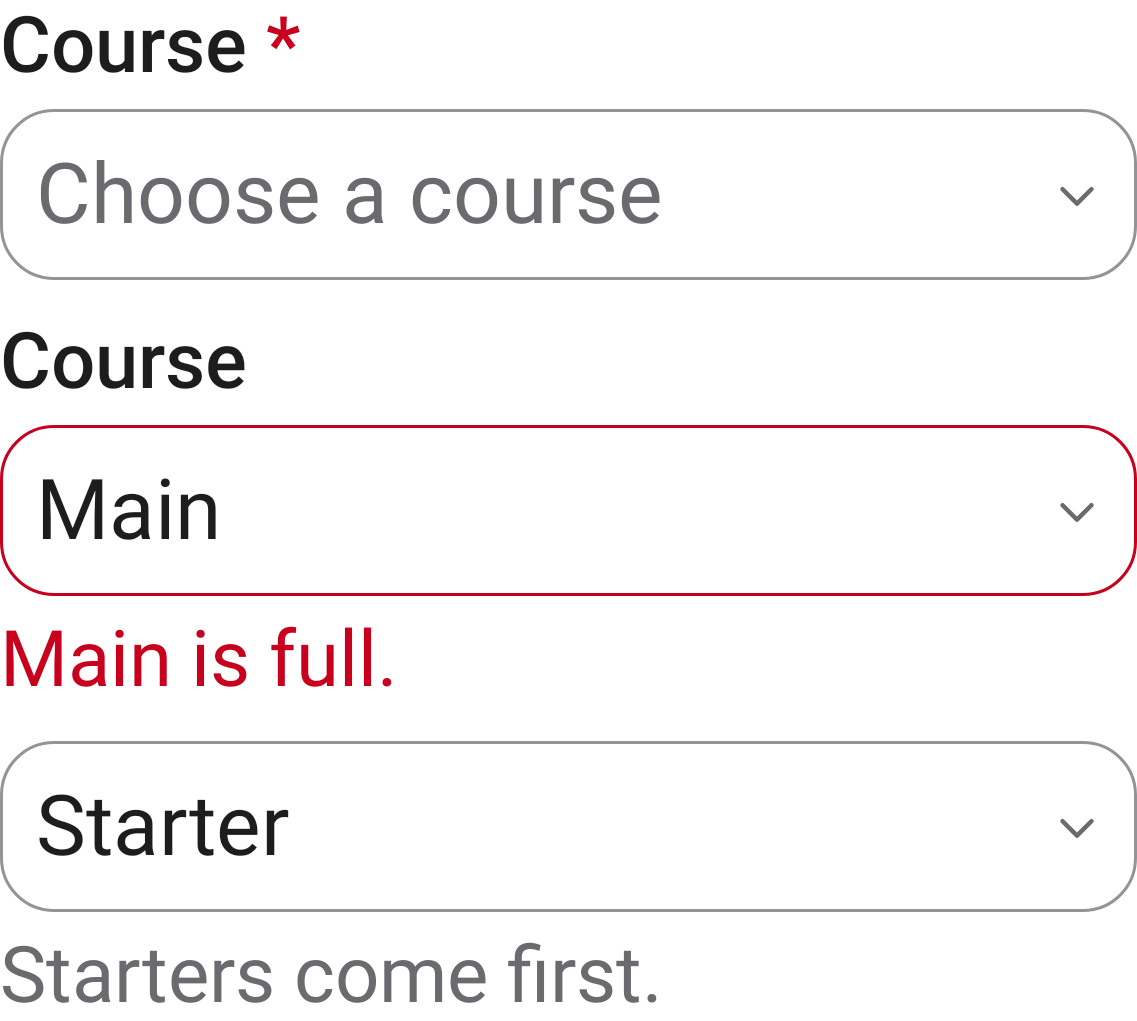 Course *
Choose a course
Course
Main
Main is full.
Starter
Starters come first.